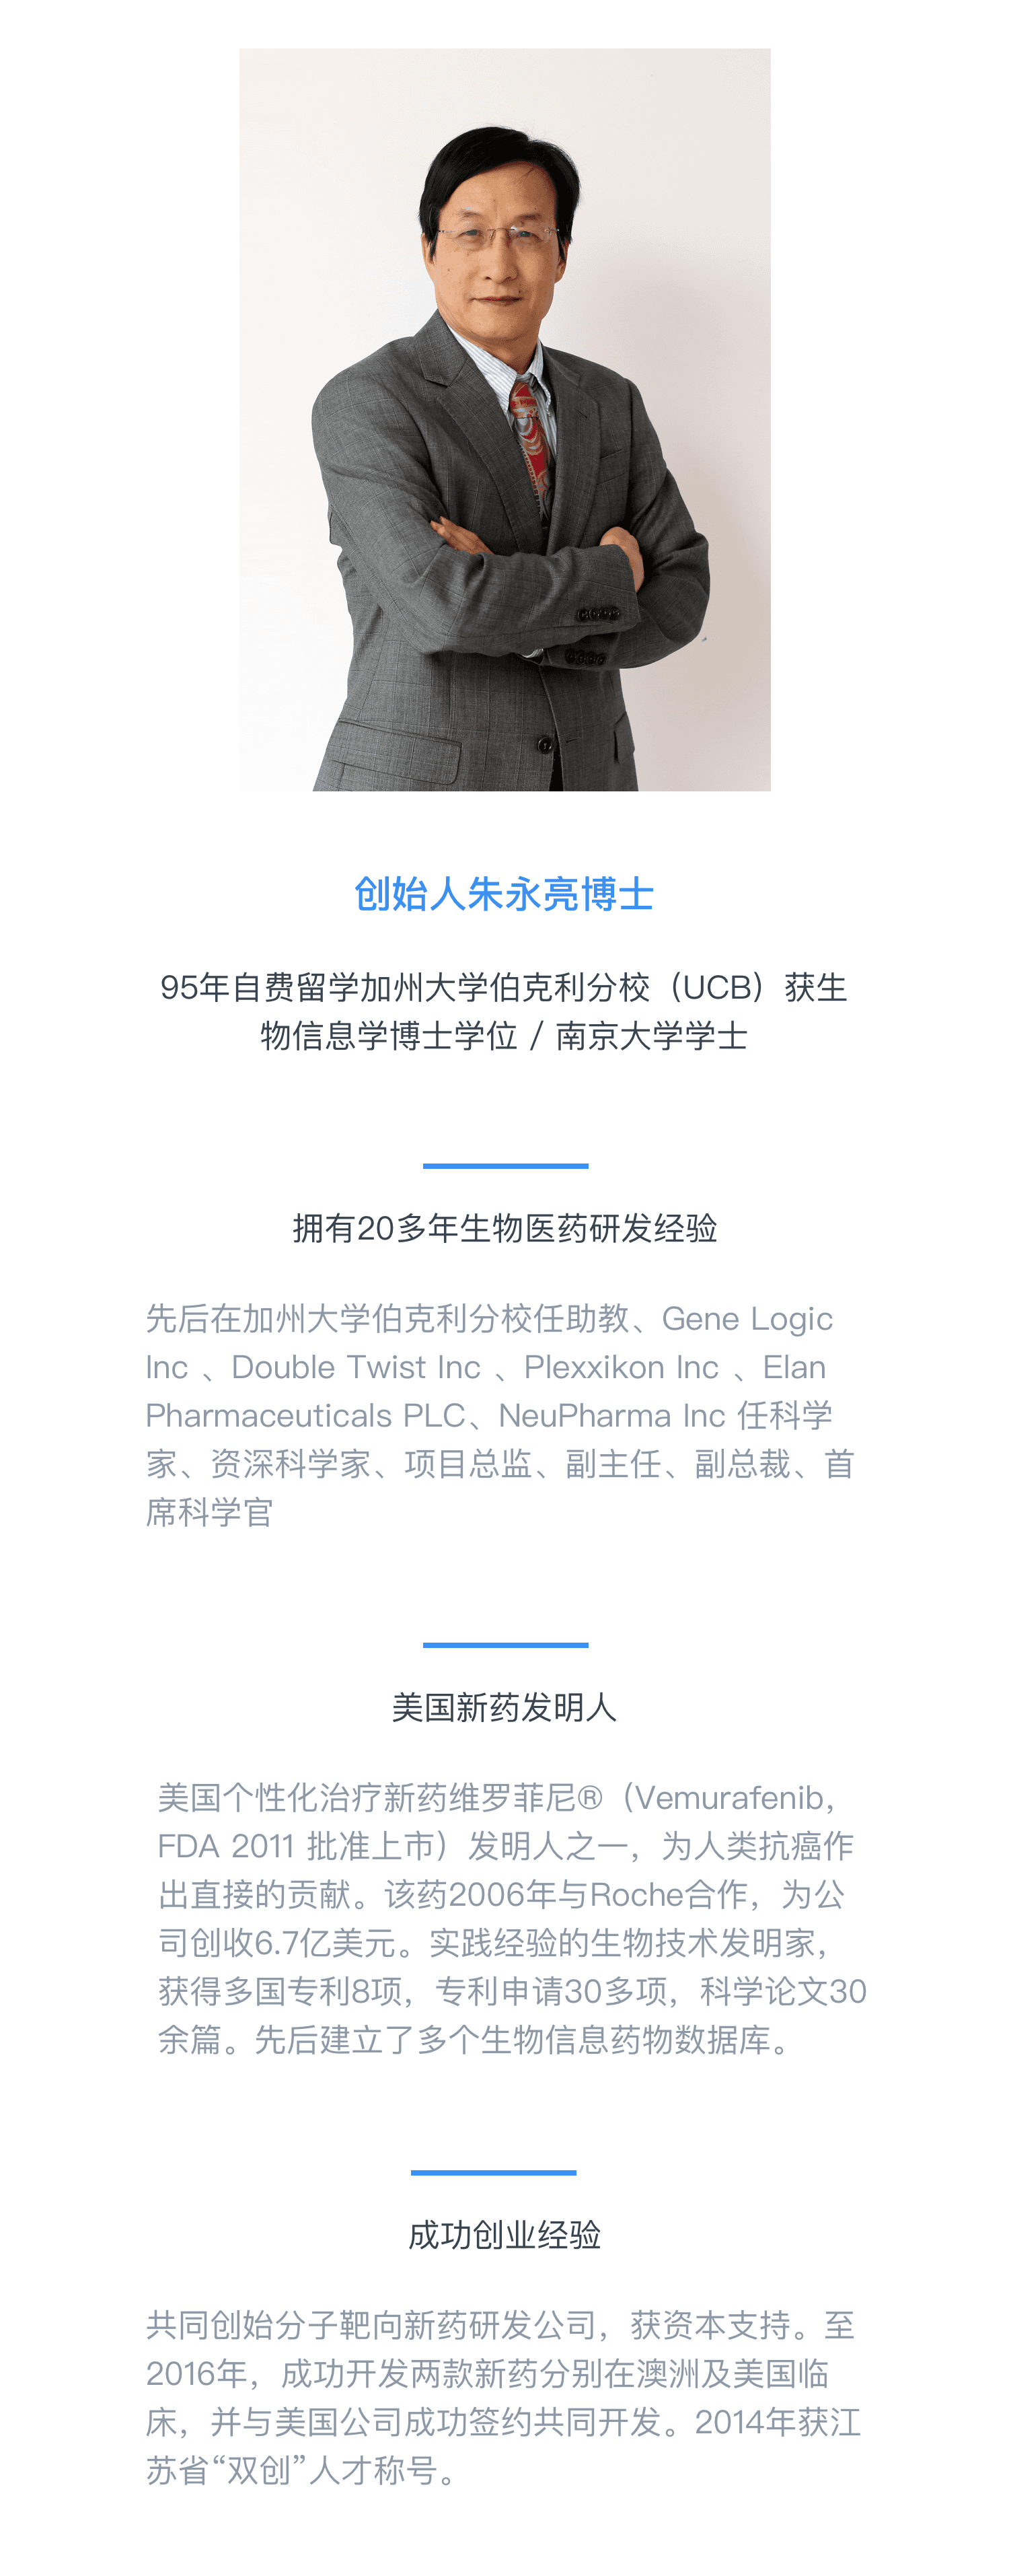 创始人朱永亮博士
95年自费留学加州大学伯克利分校（UCB）获生
物信息学博士学位 / 南京大学学士
拥有20多年生物医药研发经验
先后在加州大学伯克利分校任助教、Gene Logic
Inc 、Double Twist Inc 、Plexxikon Inc 、Elan
Pharmaceuticals PLC、NeuPharma Inc 任科学
家、资深科学家、项目总监、副主任、副总裁、首
席科学官
美国新药发明人
美国个性化治疗新药维罗菲尼®（Vemurafenib，
FDA 2011 批准上市）发明人之一，为人类抗癌作
出直接的贡献。该药2006年与Roche合作，为公
司创收6.7亿美元。实践经验的生物技术发明家，
获得多国专利8项，专利申请30多项，科学论文30
余篇。先后建立了多个生物信息药物数据库。
成功创业经验
共同创始分子靶向新药研发公司，获资本支持。至
2016年，成功开发两款新药分别在澳洲及美国临
床，并与美国公司成功签约共同开发。2014年获江
苏省“双创”人才称号。